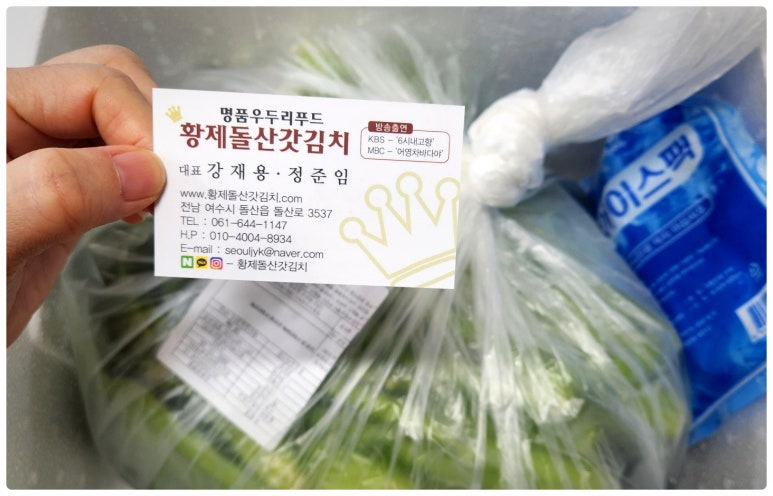 명품우두리푸드
황제돌산갓김치
방송출연
KBS - '6시내고향'
MBC - '어영차바다야'
대표 강재용·정준임
www.황제돌산갓김치.com
전남 여수시 돌산읍 돌산로 3537
TEL : 061-644-1147
H.P : 010-4004-8934
E-mail : seouljyk@naver.com
N TALK - 황제돌산갓김치
이스팩